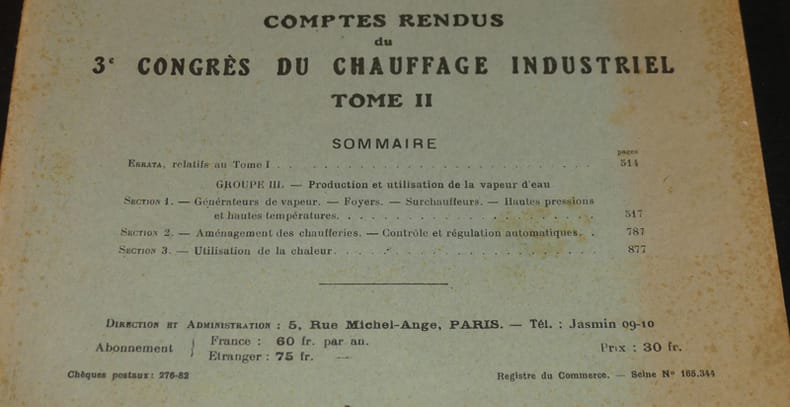 COMPTES RENDUS
du
3e CONGRÈS DU CHAUFFAGE INDUSTRIEL
TOME II
SOMMAIRE
pages
ERRATA, relatifs au Tome I . . . . . . . . . . . . . . . . . . . . 514
GROUPE III. — Production et utilisation de la vapeur d'eau
SECTION 1. — Générateurs de vapeur. — Foyers. — Surchauffeurs. — Hautes pressions
et hautes températures. . . . . . . . . . . . . . . . . 517
SECTION 2. — Aménagement des chaufferies. — Contrôle et régulation automatiques. . 787
SECTION 3. — Utilisation de la chaleur. . . . . . . . . . . . . . . . . 877
DIRECTION ET ADMINISTRATION : 5, Rue Michel-Ange, PARIS. — Tél. : Jasmin 09-10
Abonnement } France : 60 fr. par an.
Etranger : 75 fr. —
Prix : 30 fr.
Chèques postaux : 276-82
Registre du Commerce. — Seine N° 165.344